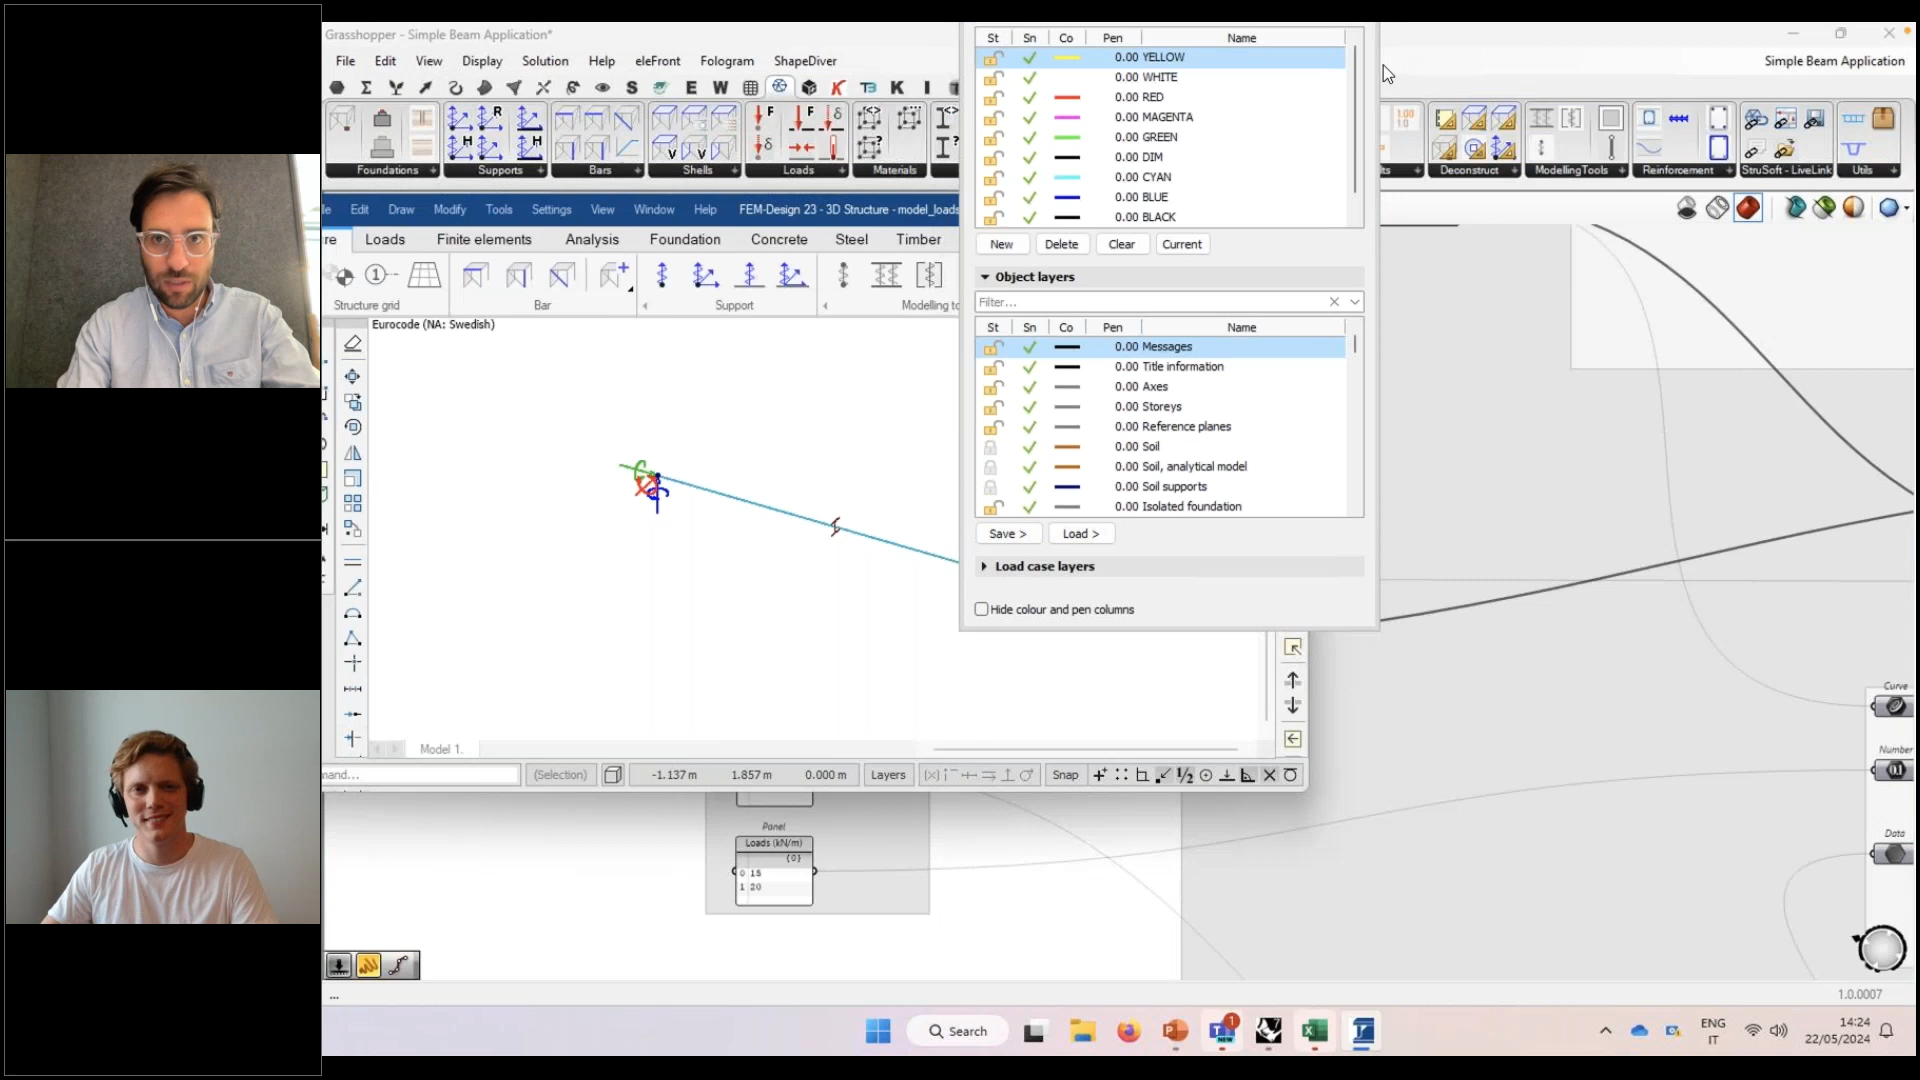 Grasshopper - Simple Beam Application*
File Edit View Display Solution Help eleFront Fologram ShapeDiver
Simple Beam Application
Foundations
Supports
Bars
Shells
Loads
Materials
Deconstruct
ModellingTools
Reinforcement
StruSoft - LiveLink
Utils
Edit Draw Modify Tools Settings View Window Help FEM-Design 23 - 3D Structure - model_loads
Loads Finite elements Analysis Foundation Concrete Steel Timber
Structure grid
Bar
Support
Eurocode (NA: Swedish)
St Sn Co Pen Name
0.00 YELLOW
0.00 WHITE
0.00 RED
0.00 MAGENTA
0.00 GREEN
0.00 DIM
0.00 CYAN
0.00 BLUE
0.00 BLACK
New Delete Clear Current
Object layers
Filter...
St Sn Co Pen Name
0.00 Messages
0.00 Title information
0.00 Axes
0.00 Storeys
0.00 Reference planes
0.00 Soil
0.00 Soil, analytical model
0.00 Soil supports
0.00 Isolated foundation
Save > Load >
Load case layers
Hide colour and pen columns
Model 1.
(Selection) -1.137 m 1.857 m 0.000 m Layers Snap
Panel
Loads (kN/m)
{0}
0 15
1 20
Curve
Number
Data
...
1.0.0007
Search
ENG
IT
14:24
22/05/2024